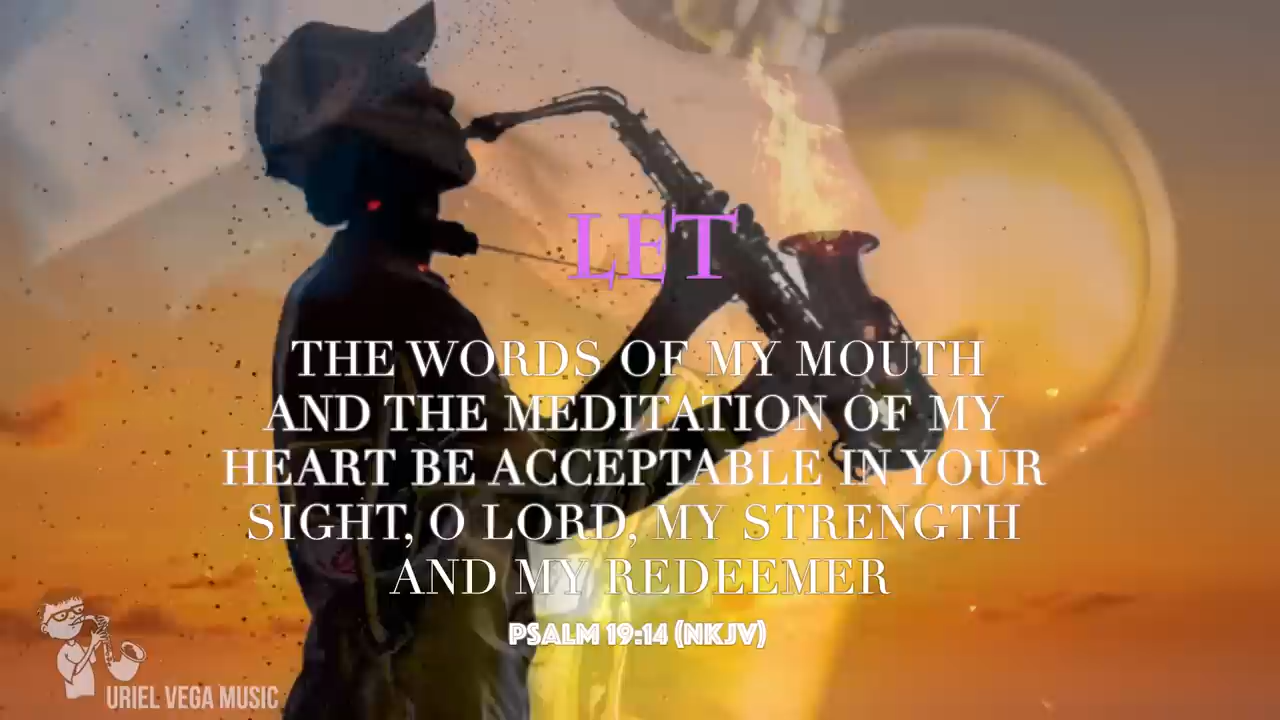 LET
THE WORDS OF MY MOUTH
AND THE MEDITATION OF MY
HEART BE ACCEPTABLE IN YOUR
SIGHT, O LORD, MY STRENGTH
AND MY REDEEMER
PSALM 19:14 (NKJV)
URIEL VEGA MUSIC